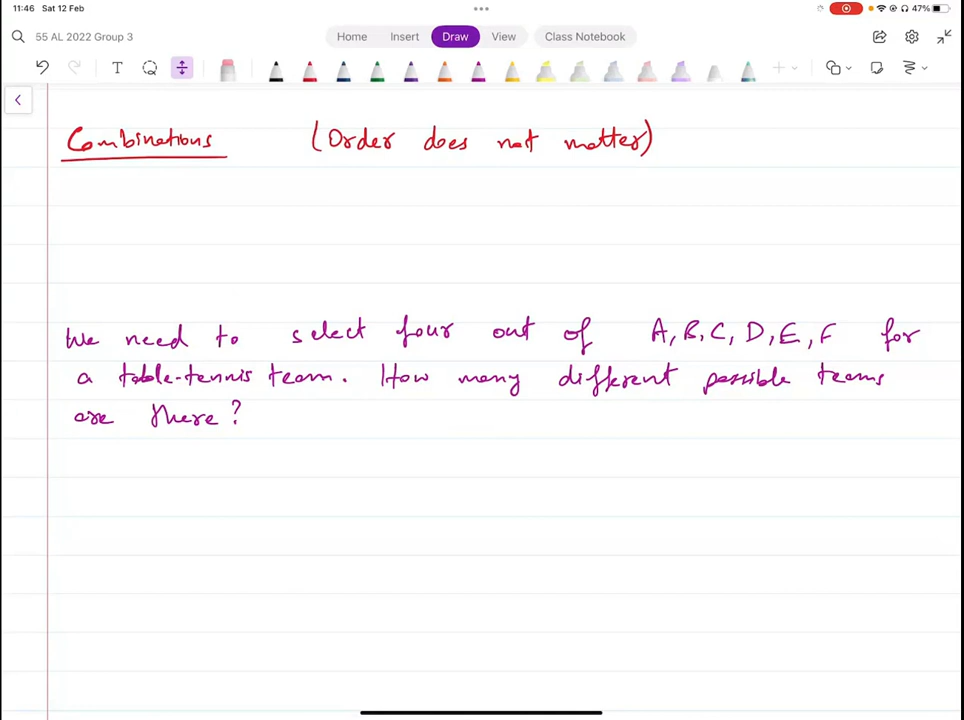 11:46 Sat 12 Feb
47%
55 AL 2022 Group 3
Home Insert Draw View Class Notebook
T
Combinations (Order does not matter)
We need to select four out of A, B, C, D, E, F for
a table-tennis team. How many different possible teams
are there?